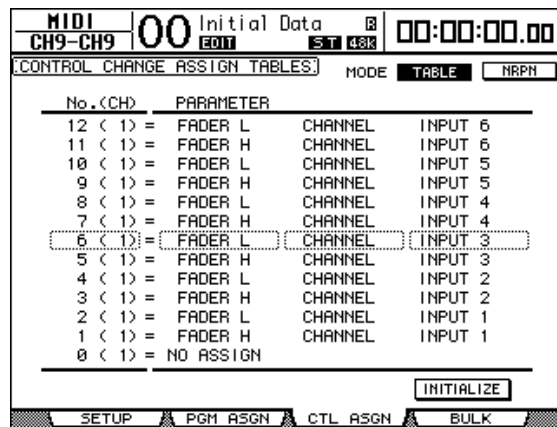 MIDI
CH9-CH9
00 Initial Data R
EDIT ST 48K
00:00:00.00
CONTROL CHANGE ASSIGN TABLES
MODE TABLE NRPN
No.(CH) PARAMETER
12 ( 1) = FADER L CHANNEL INPUT 6
11 ( 1) = FADER H CHANNEL INPUT 6
10 ( 1) = FADER L CHANNEL INPUT 5
9 ( 1) = FADER H CHANNEL INPUT 5
8 ( 1) = FADER L CHANNEL INPUT 4
7 ( 1) = FADER H CHANNEL INPUT 4
6 ( 1) = FADER L CHANNEL INPUT 3
5 ( 1) = FADER H CHANNEL INPUT 3
4 ( 1) = FADER L CHANNEL INPUT 2
3 ( 1) = FADER H CHANNEL INPUT 2
2 ( 1) = FADER L CHANNEL INPUT 1
1 ( 1) = FADER H CHANNEL INPUT 1
0 ( 1) = NO ASSIGN
INITIALIZE
SETUP PGM ASGN CTL ASGN BULK